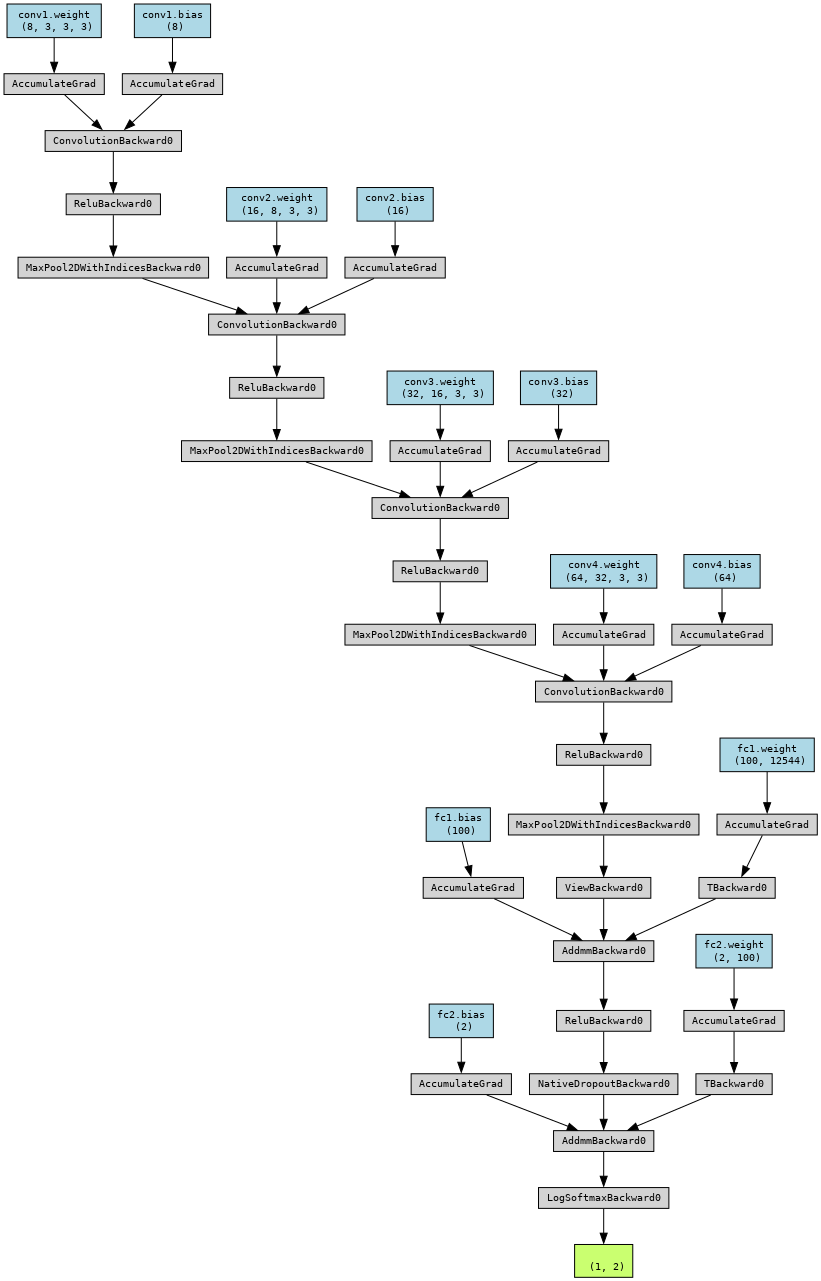 conv1.weight
(8, 3, 3, 3)
conv1.bias
(8)
AccumulateGrad
AccumulateGrad
ConvolutionBackward0
ReluBackward0
conv2.weight
(16, 8, 3, 3)
conv2.bias
(16)
MaxPool2DWithIndicesBackward0
AccumulateGrad
AccumulateGrad
ConvolutionBackward0
ReluBackward0
conv3.weight
(32, 16, 3, 3)
conv3.bias
(32)
MaxPool2DWithIndicesBackward0
AccumulateGrad
AccumulateGrad
ConvolutionBackward0
ReluBackward0
conv4.weight
(64, 32, 3, 3)
conv4.bias
(64)
MaxPool2DWithIndicesBackward0
AccumulateGrad
AccumulateGrad
ConvolutionBackward0
ReluBackward0
fc1.weight
(100, 12544)
fc1.bias
(100)
MaxPool2DWithIndicesBackward0
AccumulateGrad
AccumulateGrad
ViewBackward0
TBackward0
AddmmBackward0
fc2.weight
(2, 100)
fc2.bias
(2)
ReluBackward0
AccumulateGrad
AccumulateGrad
NativeDropoutBackward0
TBackward0
AddmmBackward0
LogSoftmaxBackward0
(1, 2)